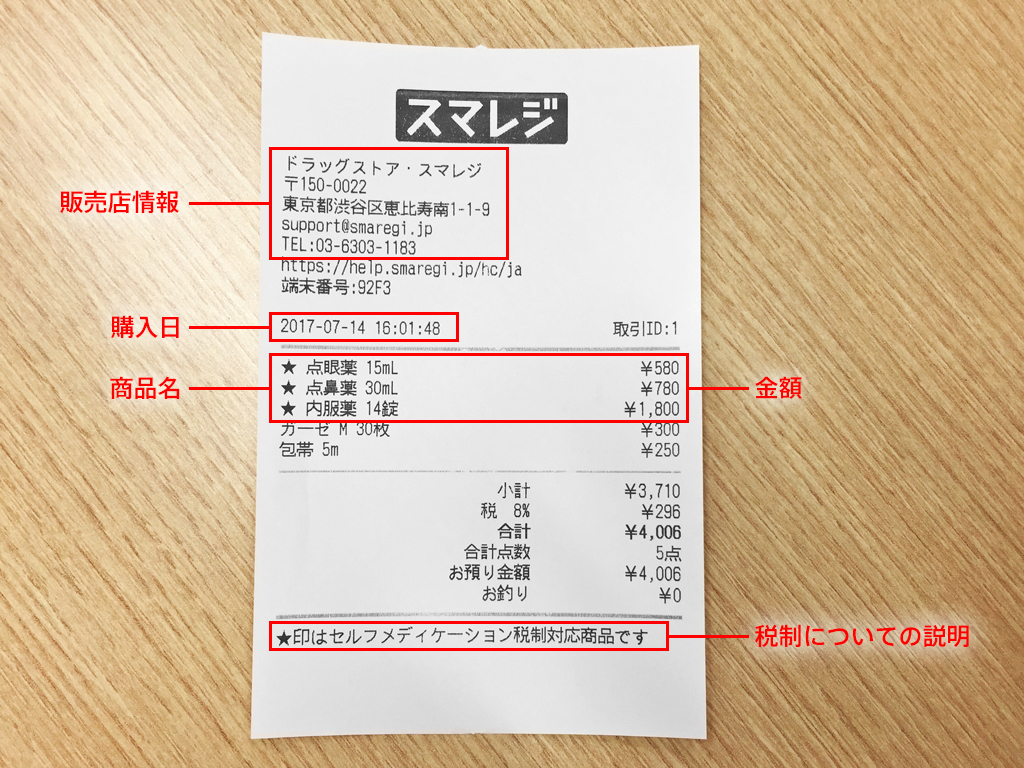 スマレジ
ドラッグストア・スマレジ
〒150-0022
販売店情報
東京都渋谷区恵比寿南1-1-9
support@smaregi.jp
TEL:03-6303-1183
https://help.smaregi.jp/hc/ja
端末番号:92F3
購入日
2017-07-14 16:01:48 取引ID:1
★ 点眼薬 15mL ¥580
商品名
★ 点鼻薬 30mL ¥780
金額
★ 内服薬 14錠 ¥1,800
ガーゼ M 30枚 ¥300
包帯 5m ¥250
小計 ¥3,710
税 8% ¥296
合計 ¥4,006
合計点数 5点
お預り金額 ¥4,006
お釣り ¥0
★印はセルフメディケーション税制対応商品です
税制についての説明